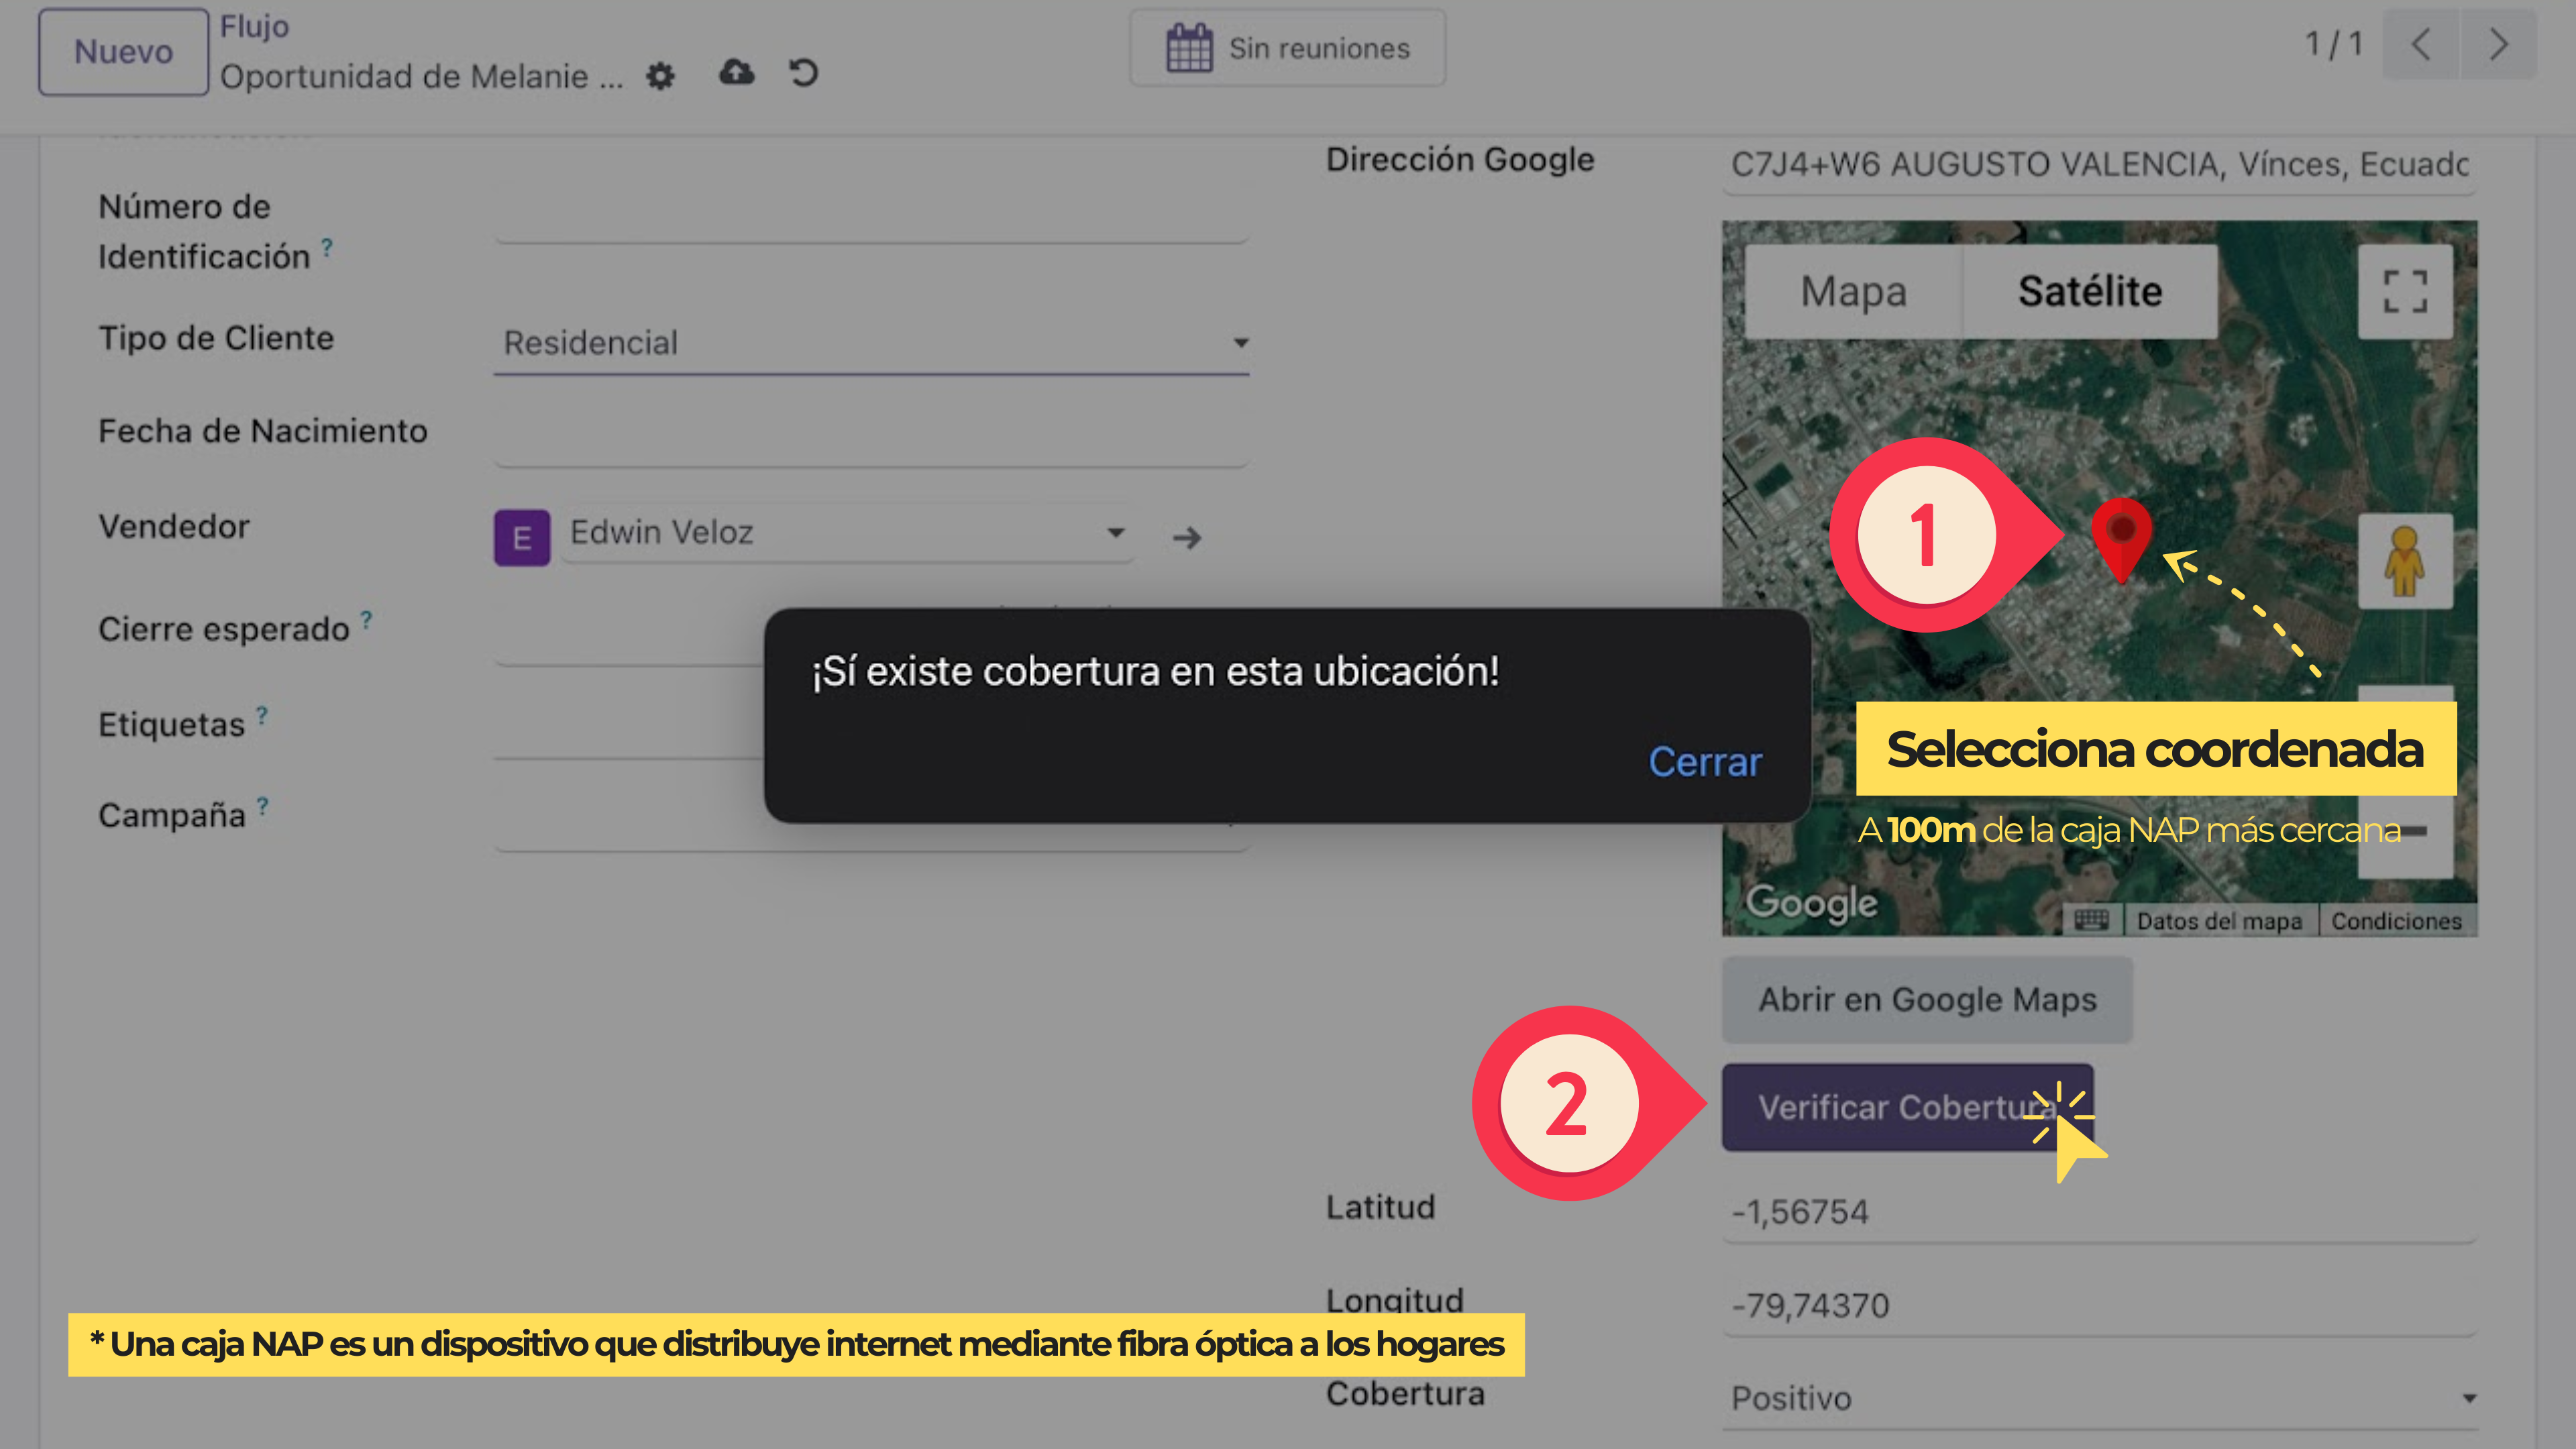 Nuevo
Flujo
Oportunidad de Melanie ...
Sin reuniones
1 / 1
Dirección Google
C7J4+W6 AUGUSTO VALENCIA, Vínces, Ecuadc
Número de
Identificación ?
Tipo de Cliente
Residencial
Fecha de Nacimiento
Vendedor
E
Edwin Veloz
Cierre esperado ?
Etiquetas ?
Campaña ?
¡Sí existe cobertura en esta ubicación!
Cerrar
Mapa
Satélite
1
Selecciona coordenada
A 100m de la caja NAP más cercana
Google
Datos del mapa
Condiciones
Abrir en Google Maps
2
Verificar Cobertura
Latitud
-1,56754
Longitud
-79,74370
* Una caja NAP es un dispositivo que distribuye internet mediante fibra óptica a los hogares
Cobertura
Positivo